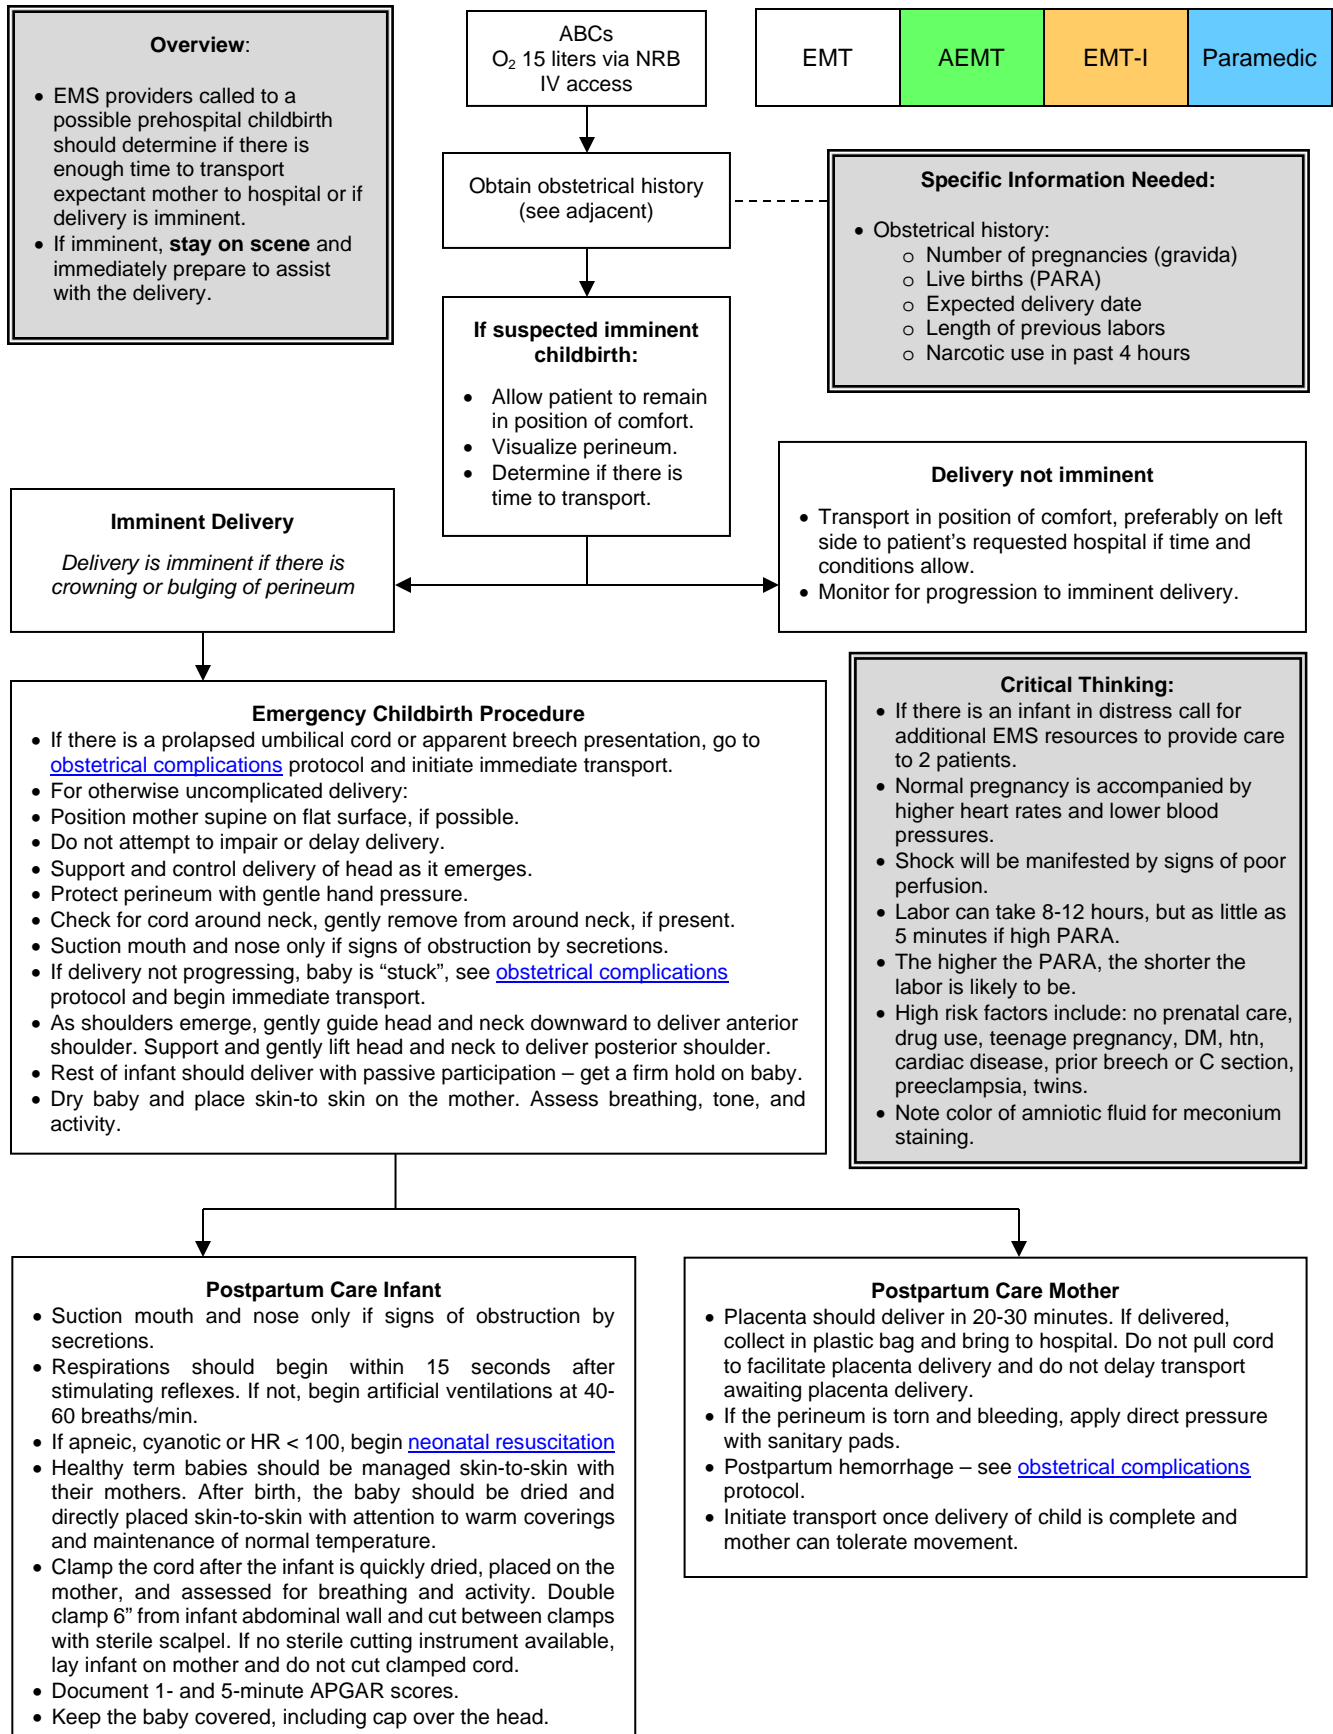 Overview:
• EMS providers called to a
possible prehospital childbirth
should determine if there is
enough time to transport
expectant mother to hospital or if
delivery is imminent.
• If imminent, stay on scene and
immediately prepare to assist
with the delivery.
ABCs
O₂ 15 liters via NRB
IV access
EMT
AEMT
EMT-I
Paramedic
Obtain obstetrical history
(see adjacent)
Specific Information Needed:
• Obstetrical history:
o Number of pregnancies (gravida)
o Live births (PARA)
o Expected delivery date
o Length of previous labors
o Narcotic use in past 4 hours
If suspected imminent
childbirth:
• Allow patient to remain
in position of comfort.
• Visualize perineum.
• Determine if there is
time to transport.
Imminent Delivery
Delivery is imminent if there is
crowning or bulging of perineum
Delivery not imminent
• Transport in position of comfort, preferably on left
side to patient's requested hospital if time and
conditions allow.
• Monitor for progression to imminent delivery.
Emergency Childbirth Procedure
• If there is a prolapsed umbilical cord or apparent breech presentation, go to
obstetrical complications protocol and initiate immediate transport.
• For otherwise uncomplicated delivery:
• Position mother supine on flat surface, if possible.
• Do not attempt to impair or delay delivery.
• Support and control delivery of head as it emerges.
• Protect perineum with gentle hand pressure.
• Check for cord around neck, gently remove from around neck, if present.
• Suction mouth and nose only if signs of obstruction by secretions.
• If delivery not progressing, baby is “stuck”, see obstetrical complications
protocol and begin immediate transport.
• As shoulders emerge, gently guide head and neck downward to deliver anterior
shoulder. Support and gently lift head and neck to deliver posterior shoulder.
• Rest of infant should deliver with passive participation – get a firm hold on baby.
• Dry baby and place skin-to skin on the mother. Assess breathing, tone, and
activity.
Critical Thinking:
• If there is an infant in distress call for
additional EMS resources to provide care
to 2 patients.
• Normal pregnancy is accompanied by
higher heart rates and lower blood
pressures.
• Shock will be manifested by signs of poor
perfusion.
• Labor can take 8-12 hours, but as little as
5 minutes if high PARA.
• The higher the PARA, the shorter the
labor is likely to be.
• High risk factors include: no prenatal care,
drug use, teenage pregnancy, DM, htn,
cardiac disease, prior breech or C section,
preeclampsia, twins.
• Note color of amniotic fluid for meconium
staining.
Postpartum Care Infant
• Suction mouth and nose only if signs of obstruction by
secretions.
• Respirations should begin within 15 seconds after
stimulating reflexes. If not, begin artificial ventilations at 40-
60 breaths/min.
• If apneic, cyanotic or HR < 100, begin neonatal resuscitation
• Healthy term babies should be managed skin-to-skin with
their mothers. After birth, the baby should be dried and
directly placed skin-to-skin with attention to warm coverings
and maintenance of normal temperature.
• Clamp the cord after the infant is quickly dried, placed on the
mother, and assessed for breathing and activity. Double
clamp 6” from infant abdominal wall and cut between clamps
with sterile scalpel. If no sterile cutting instrument available,
lay infant on mother and do not cut clamped cord.
• Document 1- and 5-minute APGAR scores.
• Keep the baby covered, including cap over the head.
Postpartum Care Mother
• Placenta should deliver in 20-30 minutes. If delivered,
collect in plastic bag and bring to hospital. Do not pull cord
to facilitate placenta delivery and do not delay transport
awaiting placenta delivery.
• If the perineum is torn and bleeding, apply direct pressure
with sanitary pads.
• Postpartum hemorrhage – see obstetrical complications
protocol.
• Initiate transport once delivery of child is complete and
mother can tolerate movement.